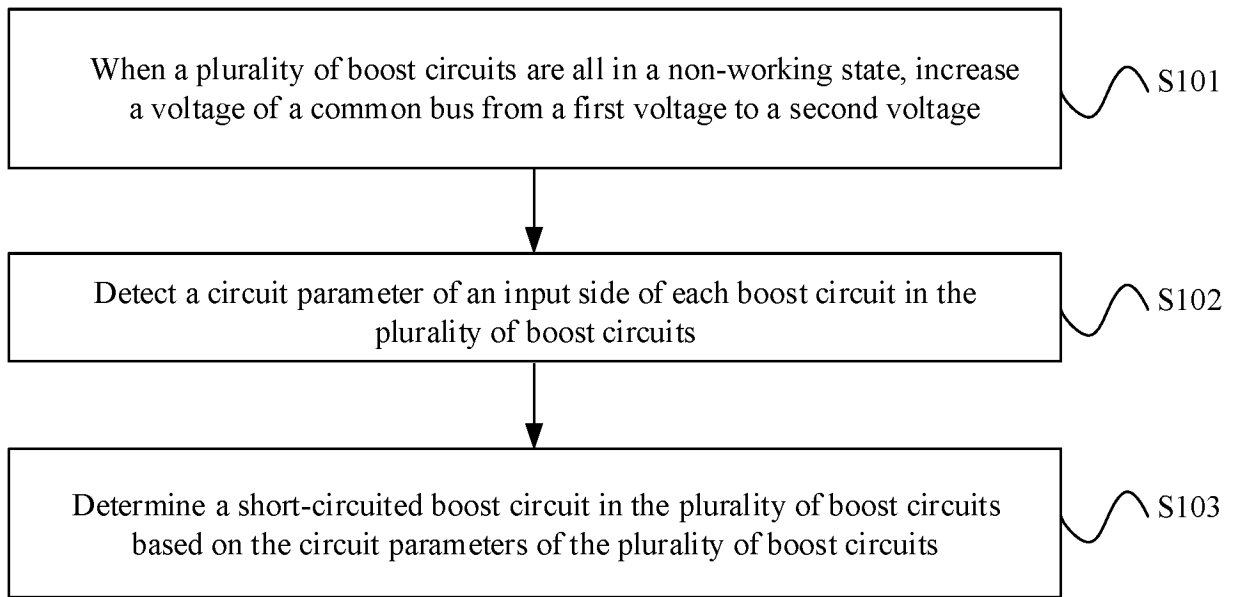 When a plurality of boost circuits are all in a non-working state, increase
a voltage of a common bus from a first voltage to a second voltage
S101
Detect a circuit parameter of an input side of each boost circuit in the
plurality of boost circuits
S102
Determine a short-circuited boost circuit in the plurality of boost circuits
based on the circuit parameters of the plurality of boost circuits
S103